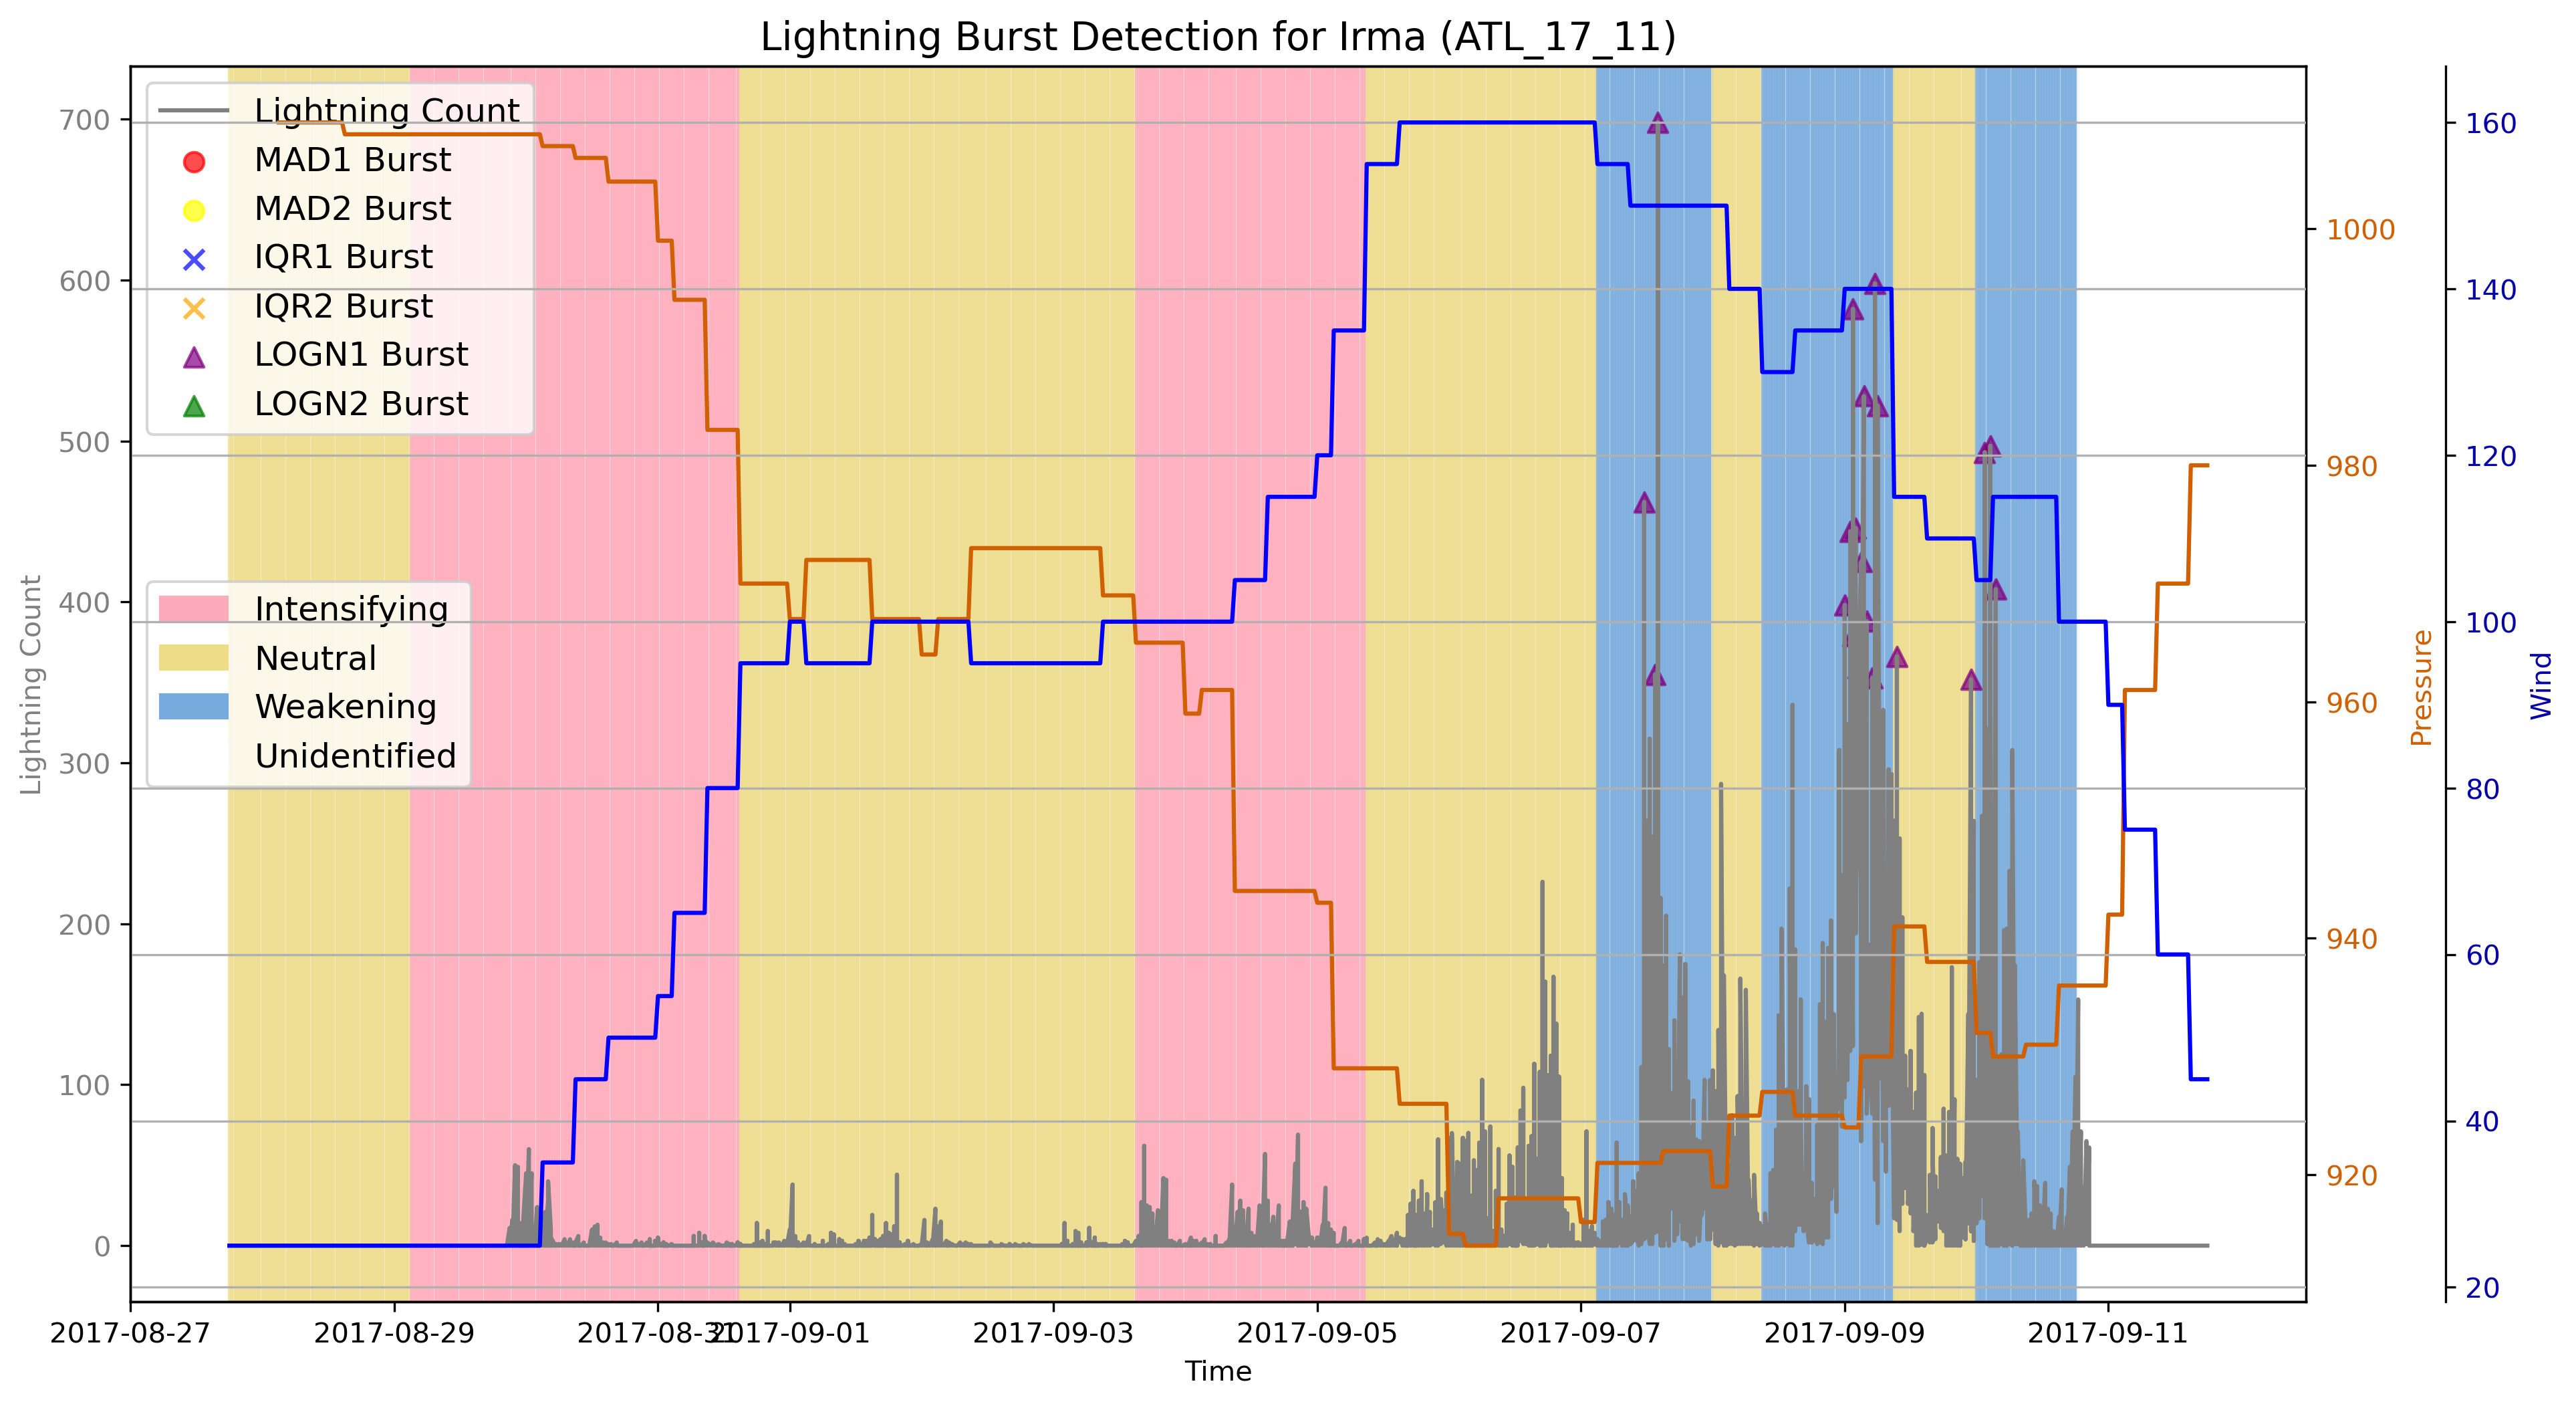 Lightning Burst Detection for Irma (ATL_17_11)
Lightning Count
MAD1 Burst
MAD2 Burst
IQR1 Burst
IQR2 Burst
LOGN1 Burst
LOGN2 Burst
Intensifying
Neutral
Weakening
Unidentified
700
600
500
400
300
200
100
0
Lightning Count
1000
980
960
940
920
Pressure
160
140
120
100
80
60
40
20
Wind
2017-08-27
2017-08-29
2017-08-31
2017-09-01
2017-09-03
2017-09-05
2017-09-07
2017-09-09
2017-09-11
Time